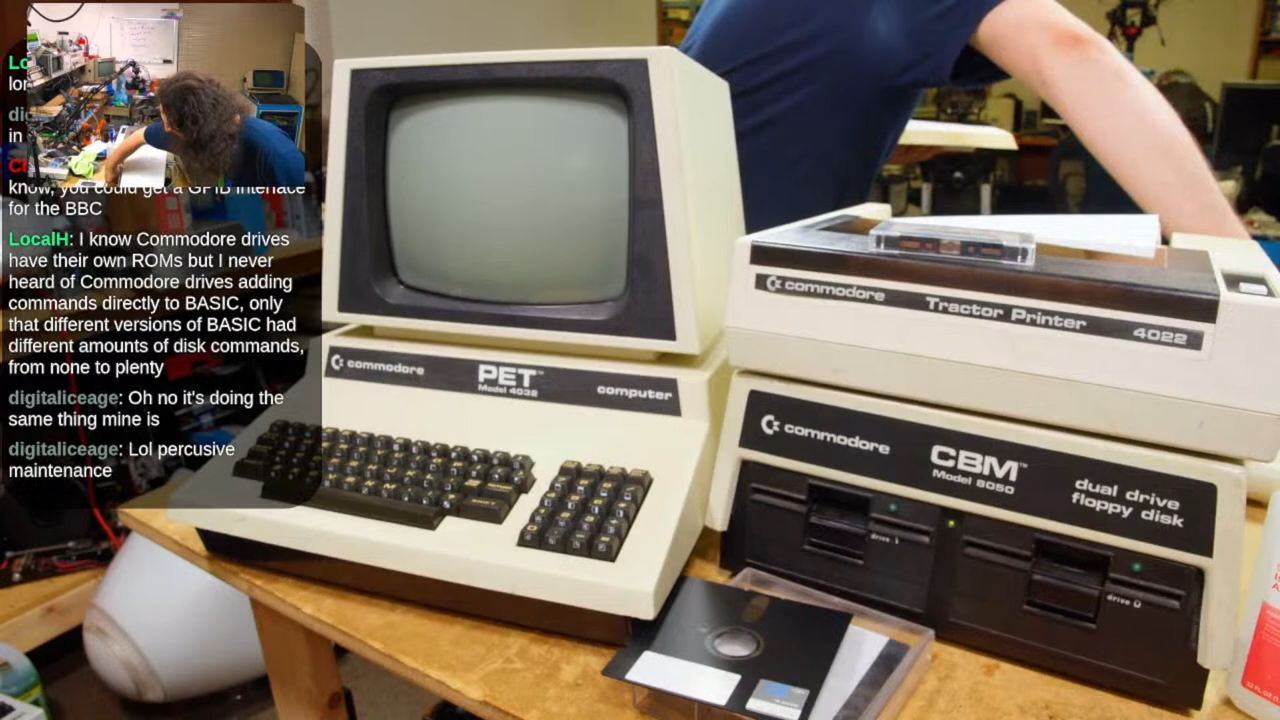 know, you could get a GPIB interface
for the BBC
LocalH: I know Commodore drives
have their own ROMs but I never
heard of Commodore drives adding
commands directly to BASIC, only
that different versions of BASIC had
different amounts of disk commands,
from none to plenty
digitaliceage: Oh no it's doing the
same thing mine is
digitaliceage: Lol percusive
maintenance
commodore
PET™
Model 4032
computer
commodore
Tractor Printer
4022
commodore
CBM™
Model 8050
dual drive
floppy disk
drive 1
drive 0